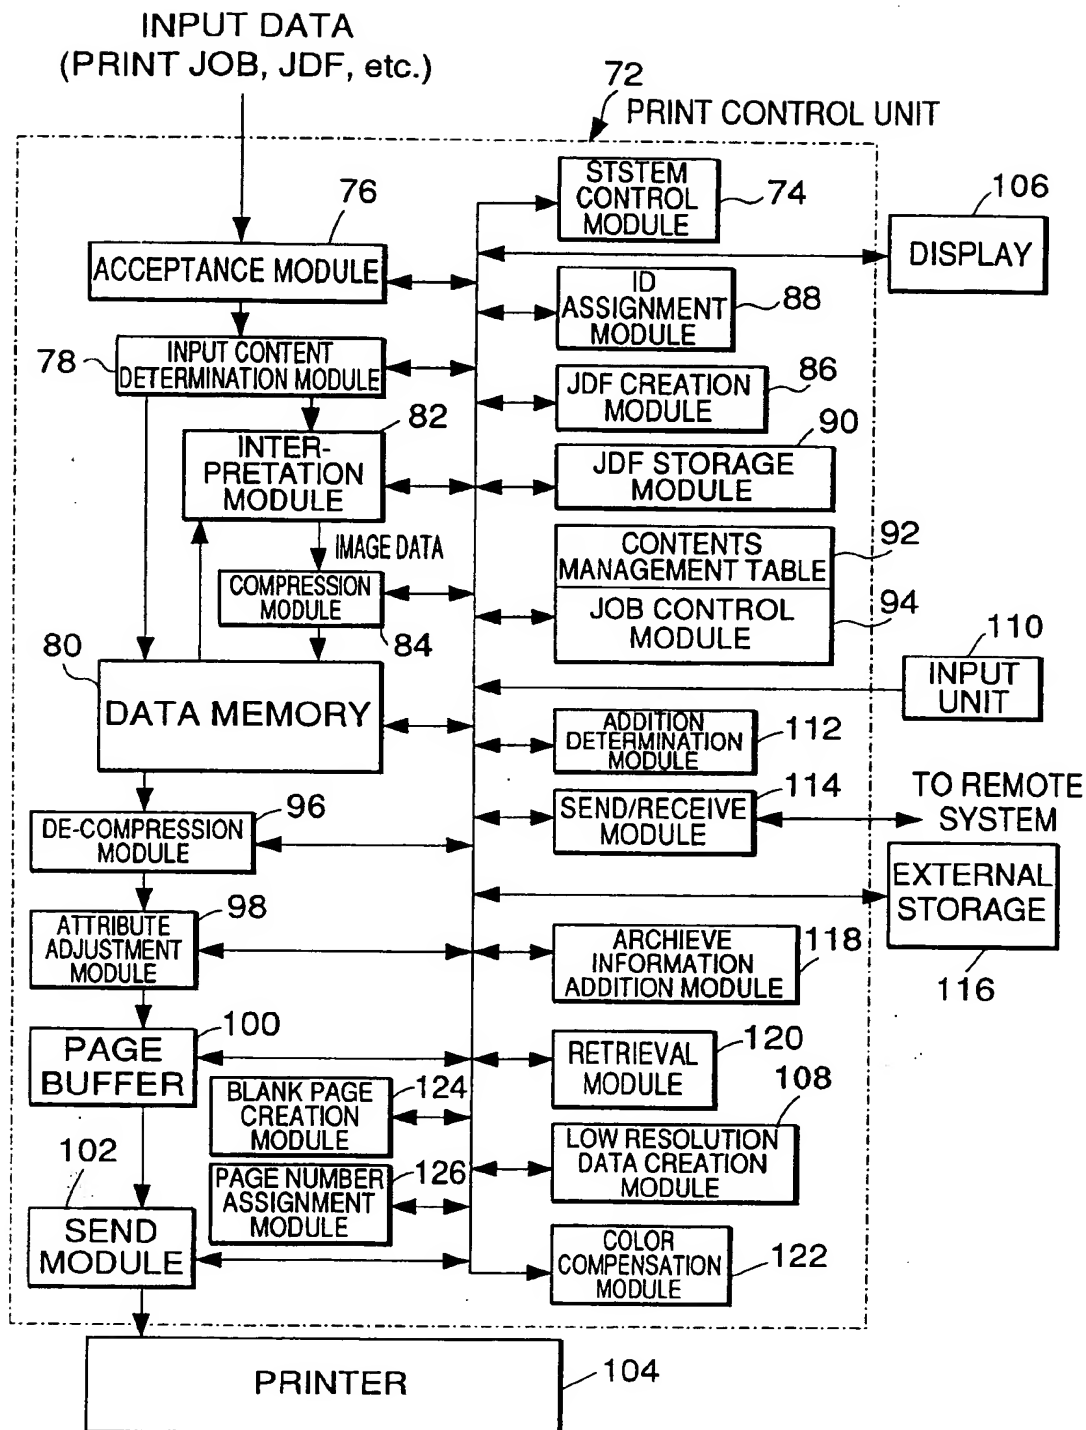 INPUT DATA
(PRINT JOB, JDF, etc.)
72
PRINT CONTROL UNIT
STSTEM
CONTROL
MODULE
74
76
ACCEPTANCE MODULE
106
DISPLAY
ID
ASSIGNMENT
MODULE
88
78
INPUT CONTENT
DETERMINATION MODULE
JDF CREATION
MODULE
86
82
INTER-
PRETATION
MODULE
90
JDF STORAGE
MODULE
IMAGE DATA
CONTENTS
MANAGEMENT TABLE
92
COMPRESSION
MODULE
84
JOB CONTROL
MODULE
94
80
DATA MEMORY
110
INPUT
UNIT
ADDITION
DETERMINATION
MODULE
112
96
DE-COMPRESSION
MODULE
SEND/RECEIVE
MODULE
114
TO REMOTE
SYSTEM
EXTERNAL
STORAGE
116
98
ATTRIBUTE
ADJUSTMENT
MODULE
ARCHIEVE
INFORMATION
ADDITION MODULE
118
100
PAGE
BUFFER
RETRIEVAL
MODULE
120
BLANK PAGE
CREATION
MODULE
124
108
LOW RESOLUTION
DATA CREATION
MODULE
102
PAGE NUMBER
ASSIGNMENT
MODULE
126
SEND
MODULE
COLOR
COMPENSATION
MODULE
122
PRINTER
104